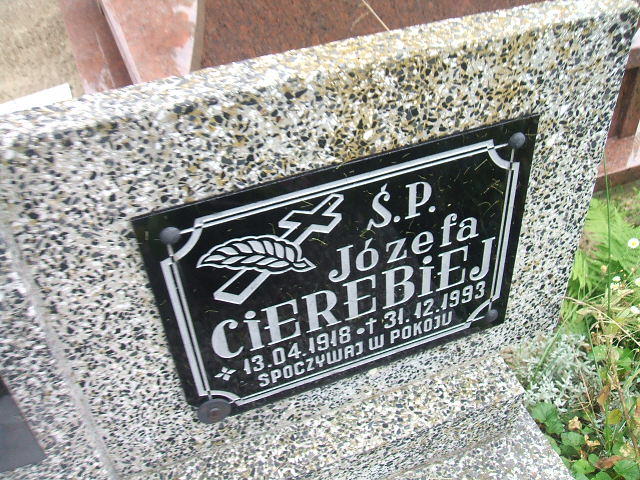 Ś.P.
Józefa
CiEREBiEJ
13.04.1918 • † 31.12.1993
SPOCZYWAJ W POKOJU